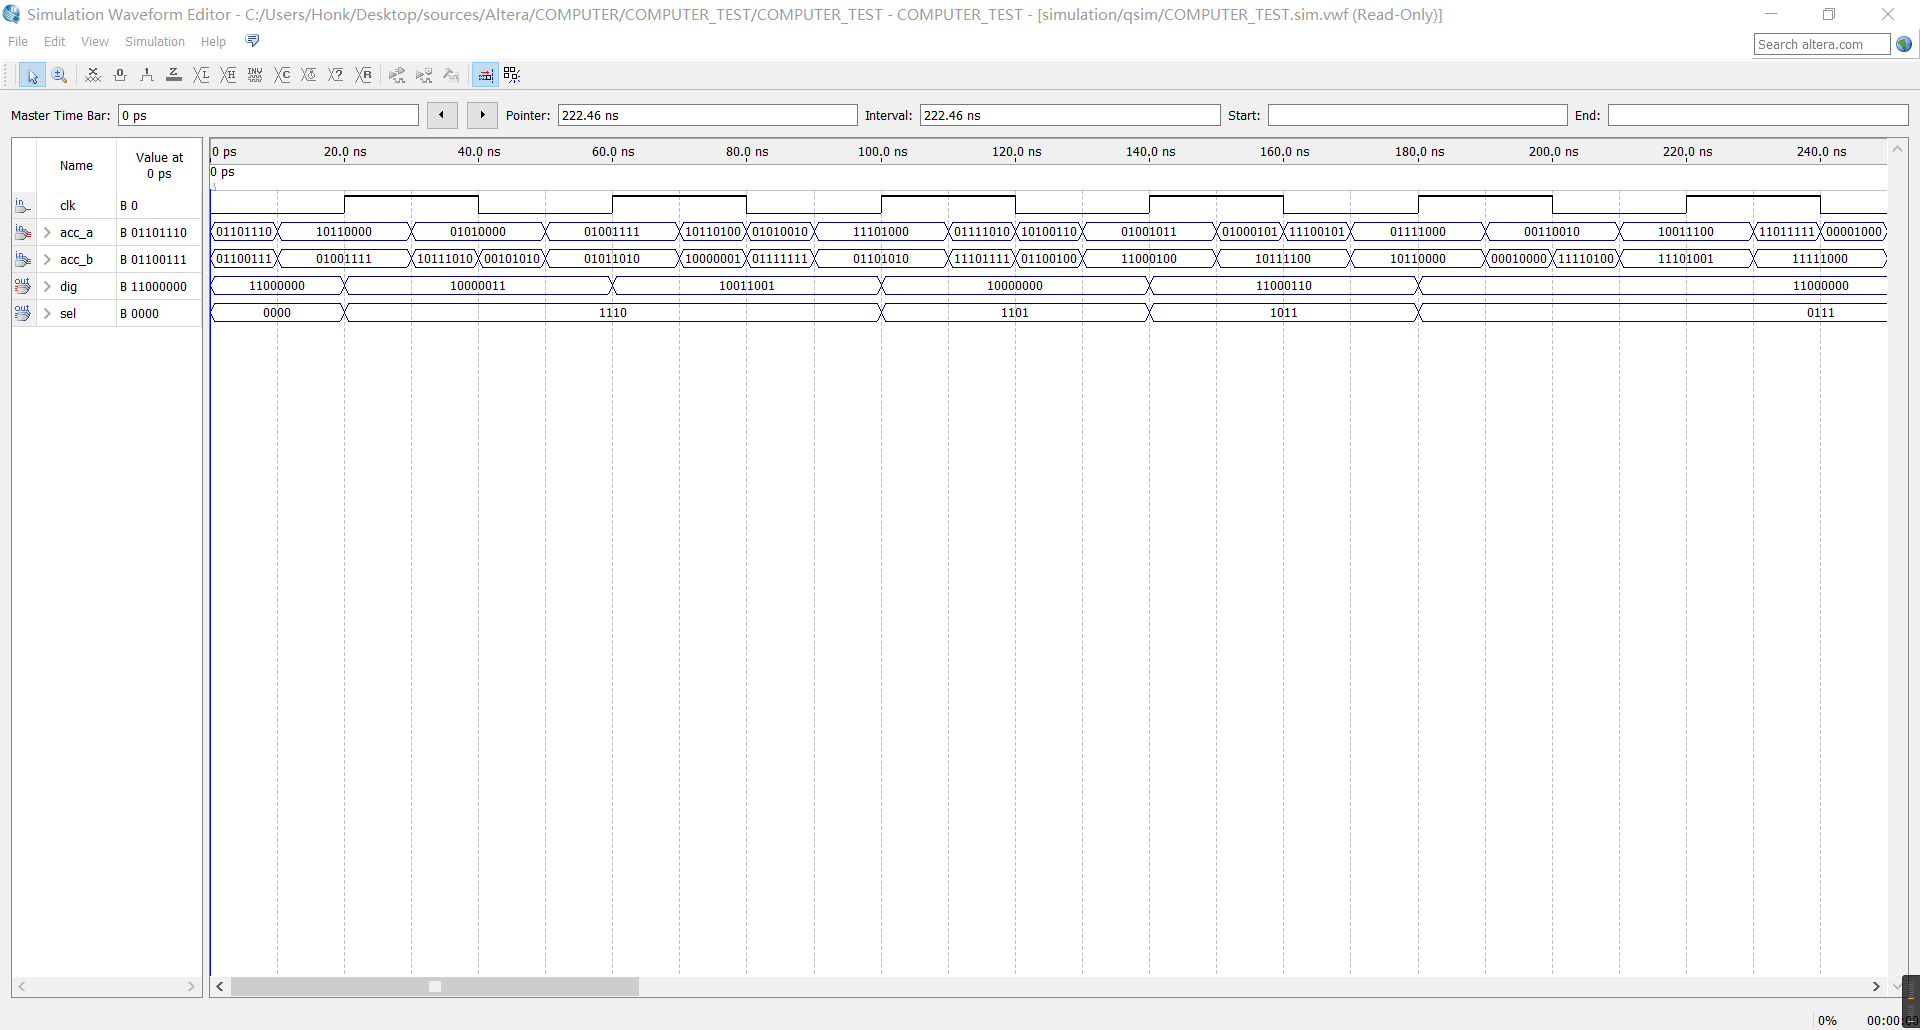 Simulation Waveform Editor - C:/Users/Honk/Desktop/sources/Altera/COMPUTER/COMPUTER_TEST/COMPUTER_TEST - COMPUTER_TEST - [simulation/qsim/COMPUTER_TEST.sim.vwf (Read-Only)]
File Edit View Simulation Help
Search altera.com
Master Time Bar: 0 ps Pointer: 222.46 ns Interval: 222.46 ns Start: End:
Name Value at 0 ps
0 ps 20.0 ns 40.0 ns 60.0 ns 80.0 ns 100.0 ns 120.0 ns 140.0 ns 160.0 ns 180.0 ns 200.0 ns 220.0 ns 240.0 ns
0 ps
in clk B 0
in acc_a B 01101110 01101110 10110000 01010000 01001111 10110100 01010010 11101000 01111010 10100110 01001011 01000101 11100101 01111000 00110010 10011100 11011111 00001000
in acc_b B 01100111 01100111 01001111 10111010 00101010 01011010 10000001 01111111 01101010 11101111 01100100 11000100 10111100 10110000 00010000 11110100 11101001 11111000
out dig B 11000000 11000000 10000011 10011001 10000000 11000110 11000000
out sel B 0000 0000 1110 1101 1011 0111
0%